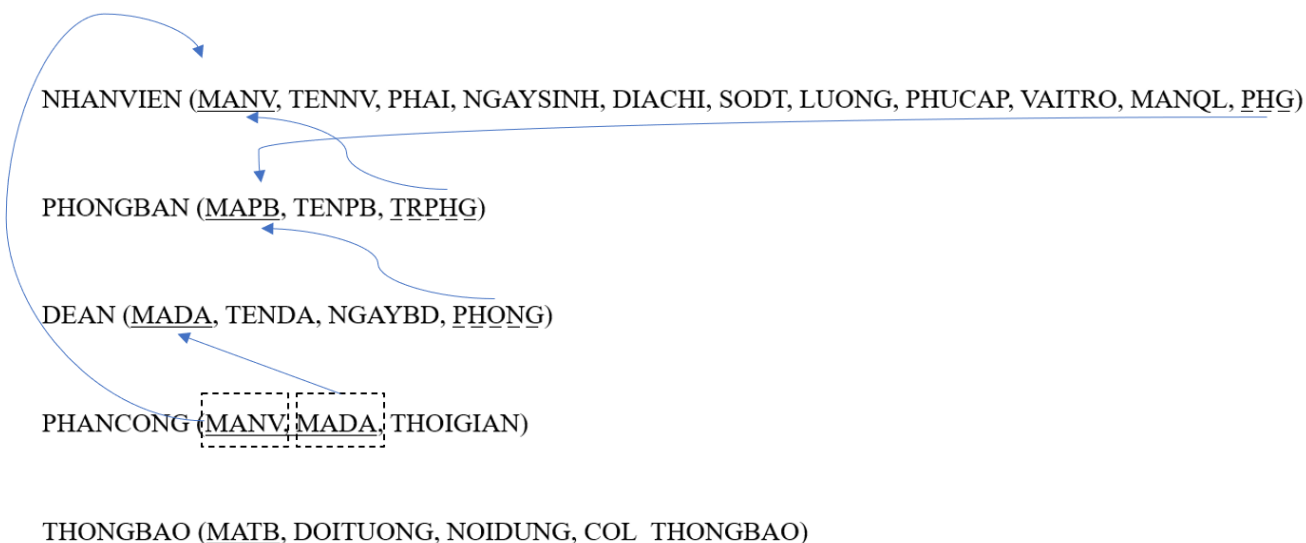 NHANVIEN (MANV, TENNV, PHAI, NGAYSINH, DIACHI, SODT, LUONG, PHUCAP, VAITRO, MANQL, PHG)
PHONGBAN (MAPB, TENPB, TRPHG)
DEAN (MADA, TENDA, NGAYBD, PHONG)
PHANCONG (MANV, MADA, THOIGIAN)
THONGBAO (MATB, DOITUONG, NOIDUNG, COL_THONGBAO)